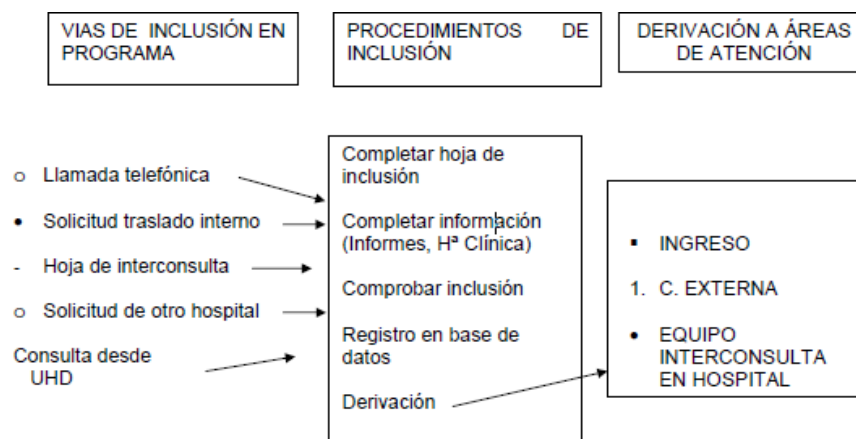 VIAS DE INCLUSIÓN EN
PROGRAMA
PROCEDIMIENTOS DE
INCLUSIÓN
DERIVACIÓN A ÁREAS
DE ATENCIÓN
o Llamada telefónica
• Solicitud traslado interno
- Hoja de interconsulta
o Solicitud de otro hospital
Consulta desde
UHD
Completar hoja de
inclusión
Completar información
(Informes, Hª Clínica)
Comprobar inclusión
Registro en base de
datos
Derivación
▪ INGRESO
1. C. EXTERNA
• EQUIPO
INTERCONSULTA
EN HOSPITAL